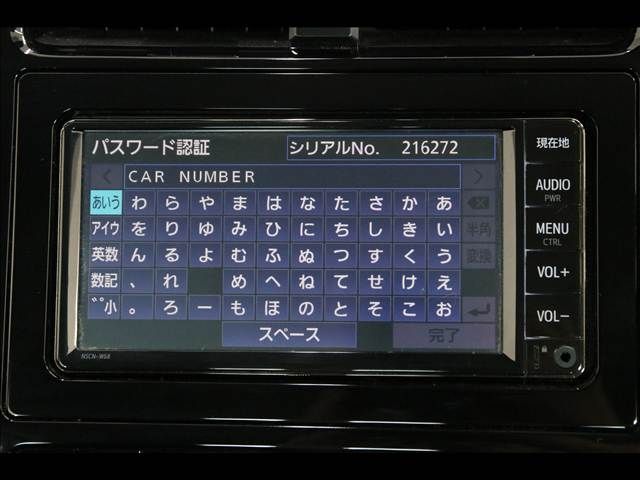 パスワード認証 シリアルNo. 216272
CAR NUMBER
あいう わ ら や ま は な た さ か あ
アイウ を り ゆ み ひ に ち し き い 半角
英数 ん る よ む ふ ぬ つ す く う 変換
数記 、 れ め へ ね て せ け え
゛゜小 。 ろ ー も ほ の と そ こ お
スペース 完了
NSCN-W68
現在地
AUDIO
PWR
MENU
CTRL
VOL+
VOL-